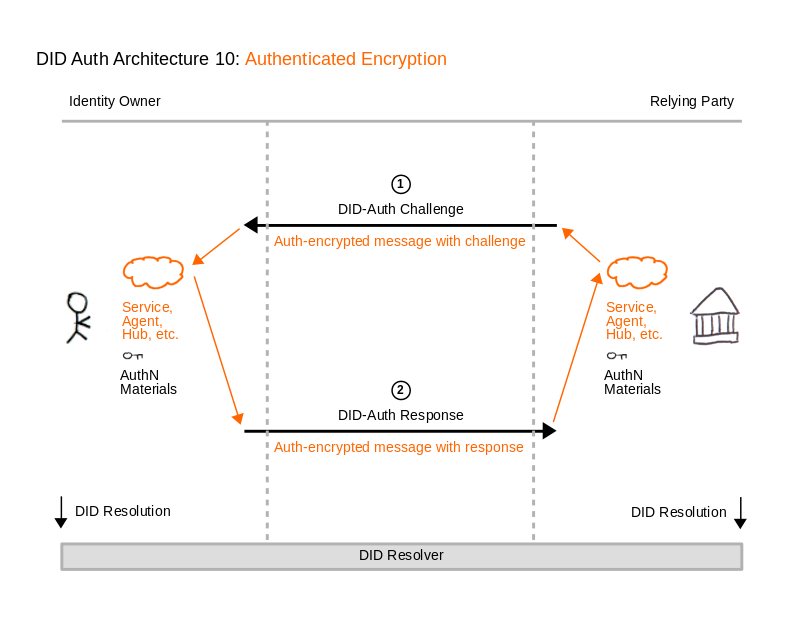 DID Auth Architecture 10: Authenticated Encryption
Identity Owner
Relying Party
1
DID-Auth Challenge
Auth-encrypted message with challenge
Service,
Agent,
Hub, etc.
AuthN
Materials
Service,
Agent,
Hub, etc.
AuthN
Materials
2
DID-Auth Response
Auth-encrypted message with response
DID Resolution
DID Resolution
DID Resolver